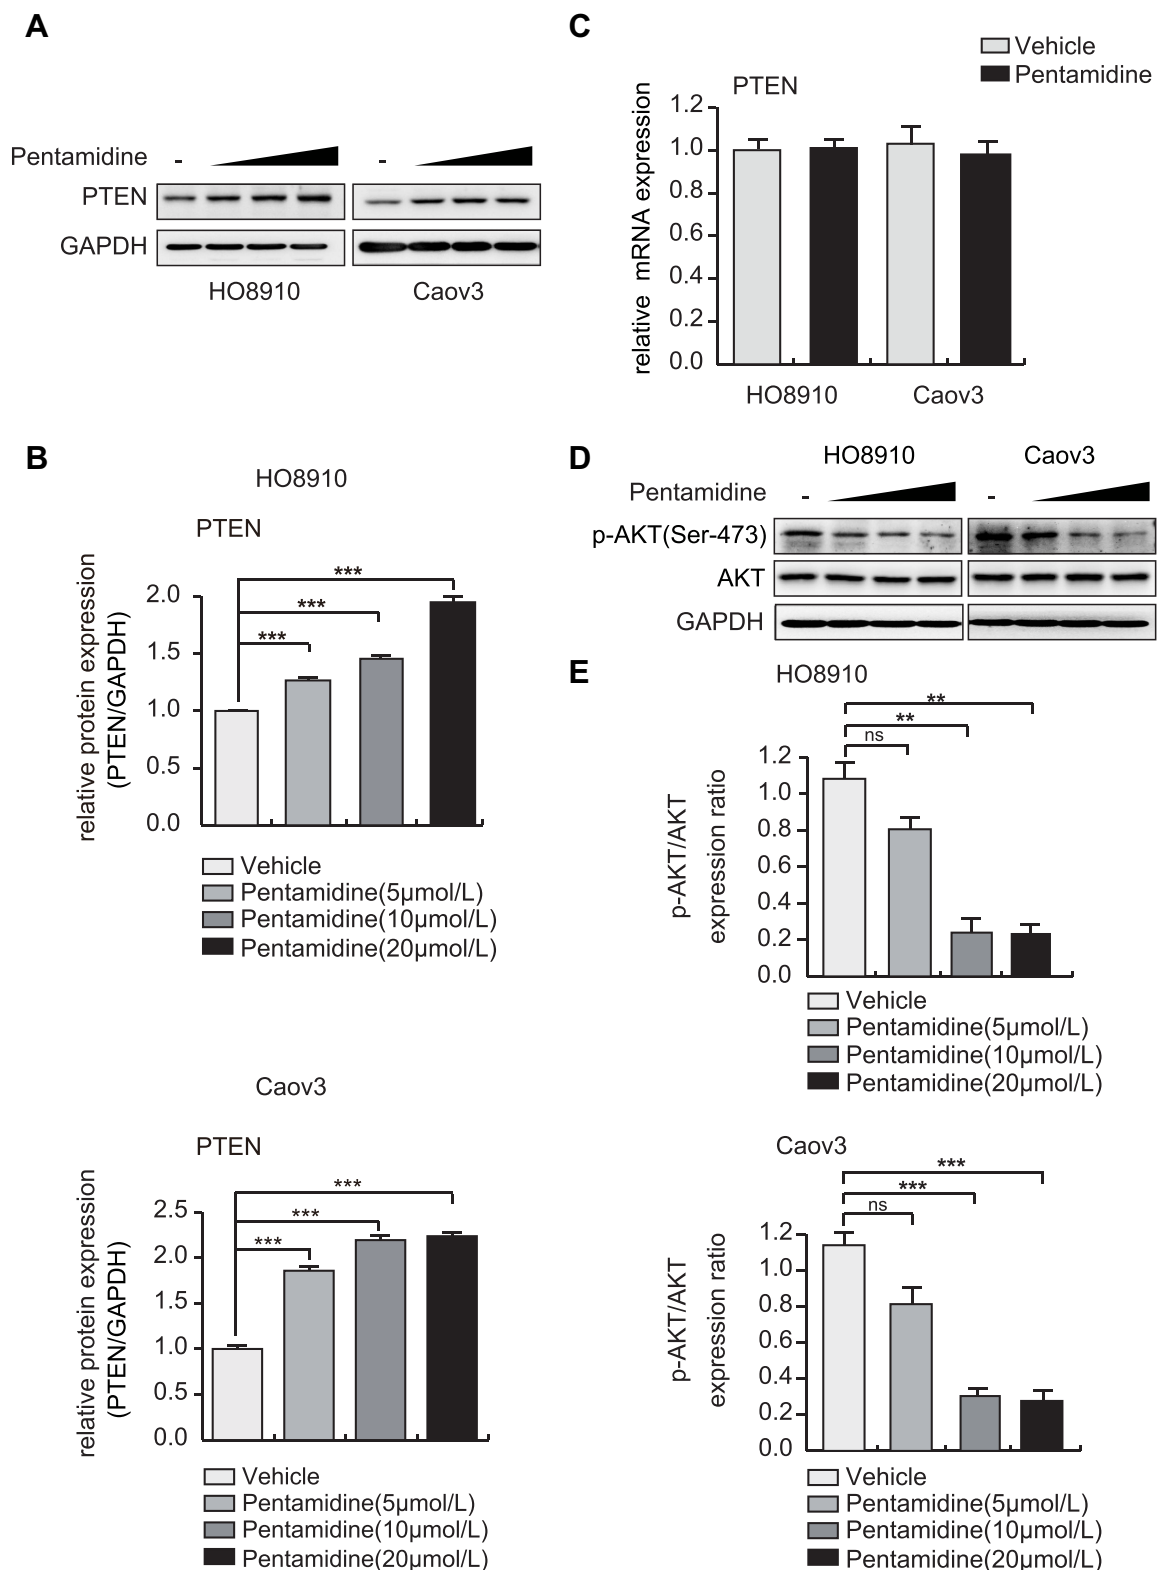 A
Pentamidine
-
-
PTEN
GAPDH
HO8910
Caov3
C
Vehicle
Pentamidine
PTEN
relative mRNA expression
1.2
1.0
0.8
0.6
0.4
0.2
0.0
HO8910
Caov3
B
HO8910
PTEN
relative protein expression
(PTEN/GAPDH)
2.0
1.5
1.0
0.5
0.0
***
***
***
Vehicle
Pentamidine(5μmol/L)
Pentamidine(10μmol/L)
Pentamidine(20μmol/L)
Caov3
PTEN
relative protein expression
(PTEN/GAPDH)
2.5
2.0
1.5
1.0
0.5
0.0
***
***
***
Vehicle
Pentamidine(5μmol/L)
Pentamidine(10μmol/L)
Pentamidine(20μmol/L)
D
HO8910
Caov3
Pentamidine
-
-
p-AKT(Ser-473)
AKT
GAPDH
E
HO8910
p-AKT/AKT
expression ratio
1.2
1.0
0.8
0.6
0.4
0.2
0.0
**
**
ns
Vehicle
Pentamidine(5μmol/L)
Pentamidine(10μmol/L)
Pentamidine(20μmol/L)
Caov3
p-AKT/AKT
expression ratio
1.2
1.0
0.8
0.6
0.4
0.2
0.0
***
***
ns
Vehicle
Pentamidine(5μmol/L)
Pentamidine(10μmol/L)
Pentamidine(20μmol/L)